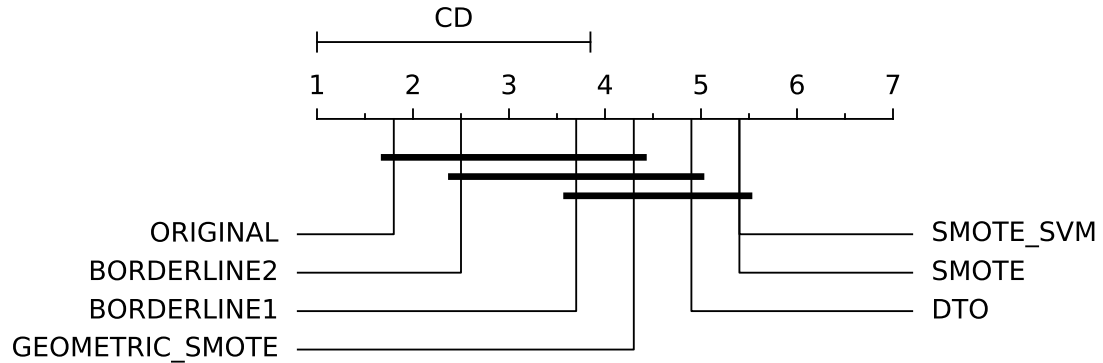 CD
1 2 3 4 5 6 7
ORIGINAL SMOTE_SVM
BORDERLINE2 SMOTE
BORDERLINE1 DTO
GEOMETRIC_SMOTE